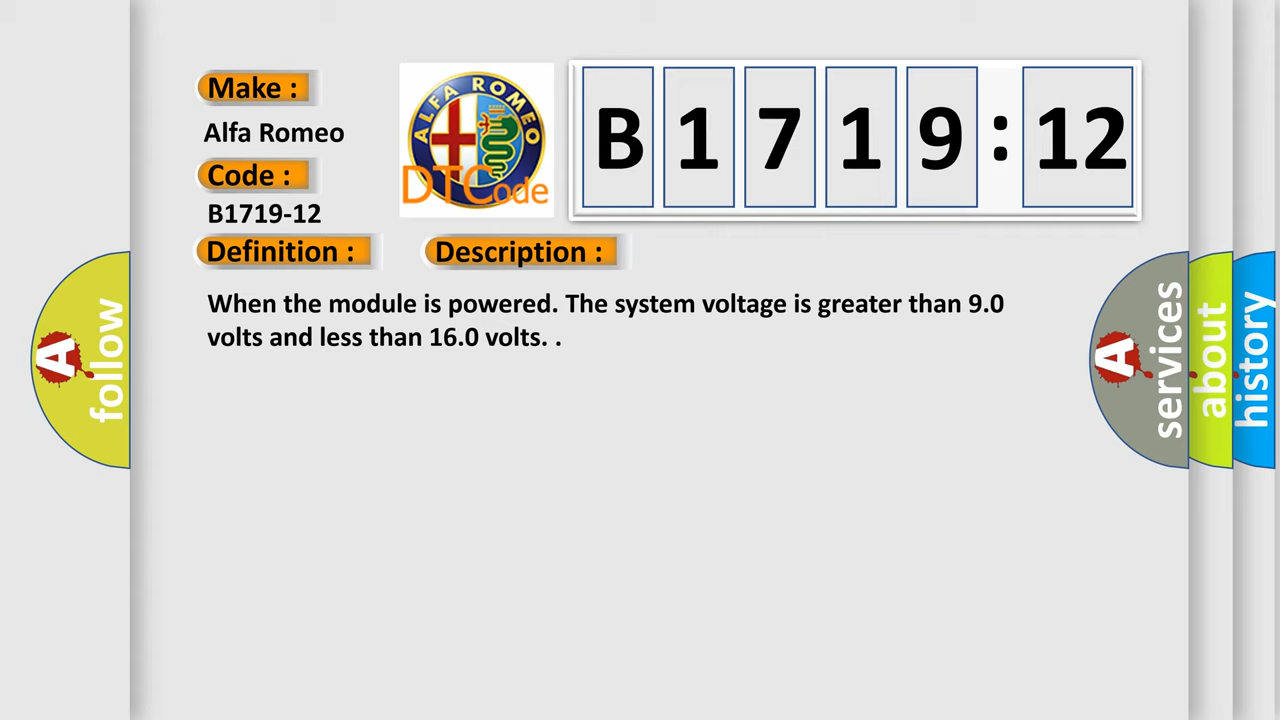 Make :
Alfa Romeo
Code :
B1719-12
ALFA ROMEO
DTCode
B 1 7 1 9 : 12
Definition :
Description :
When the module is powered. The system voltage is greater than 9.0
volts and less than 16.0 volts. .
A follow
A services
about
history